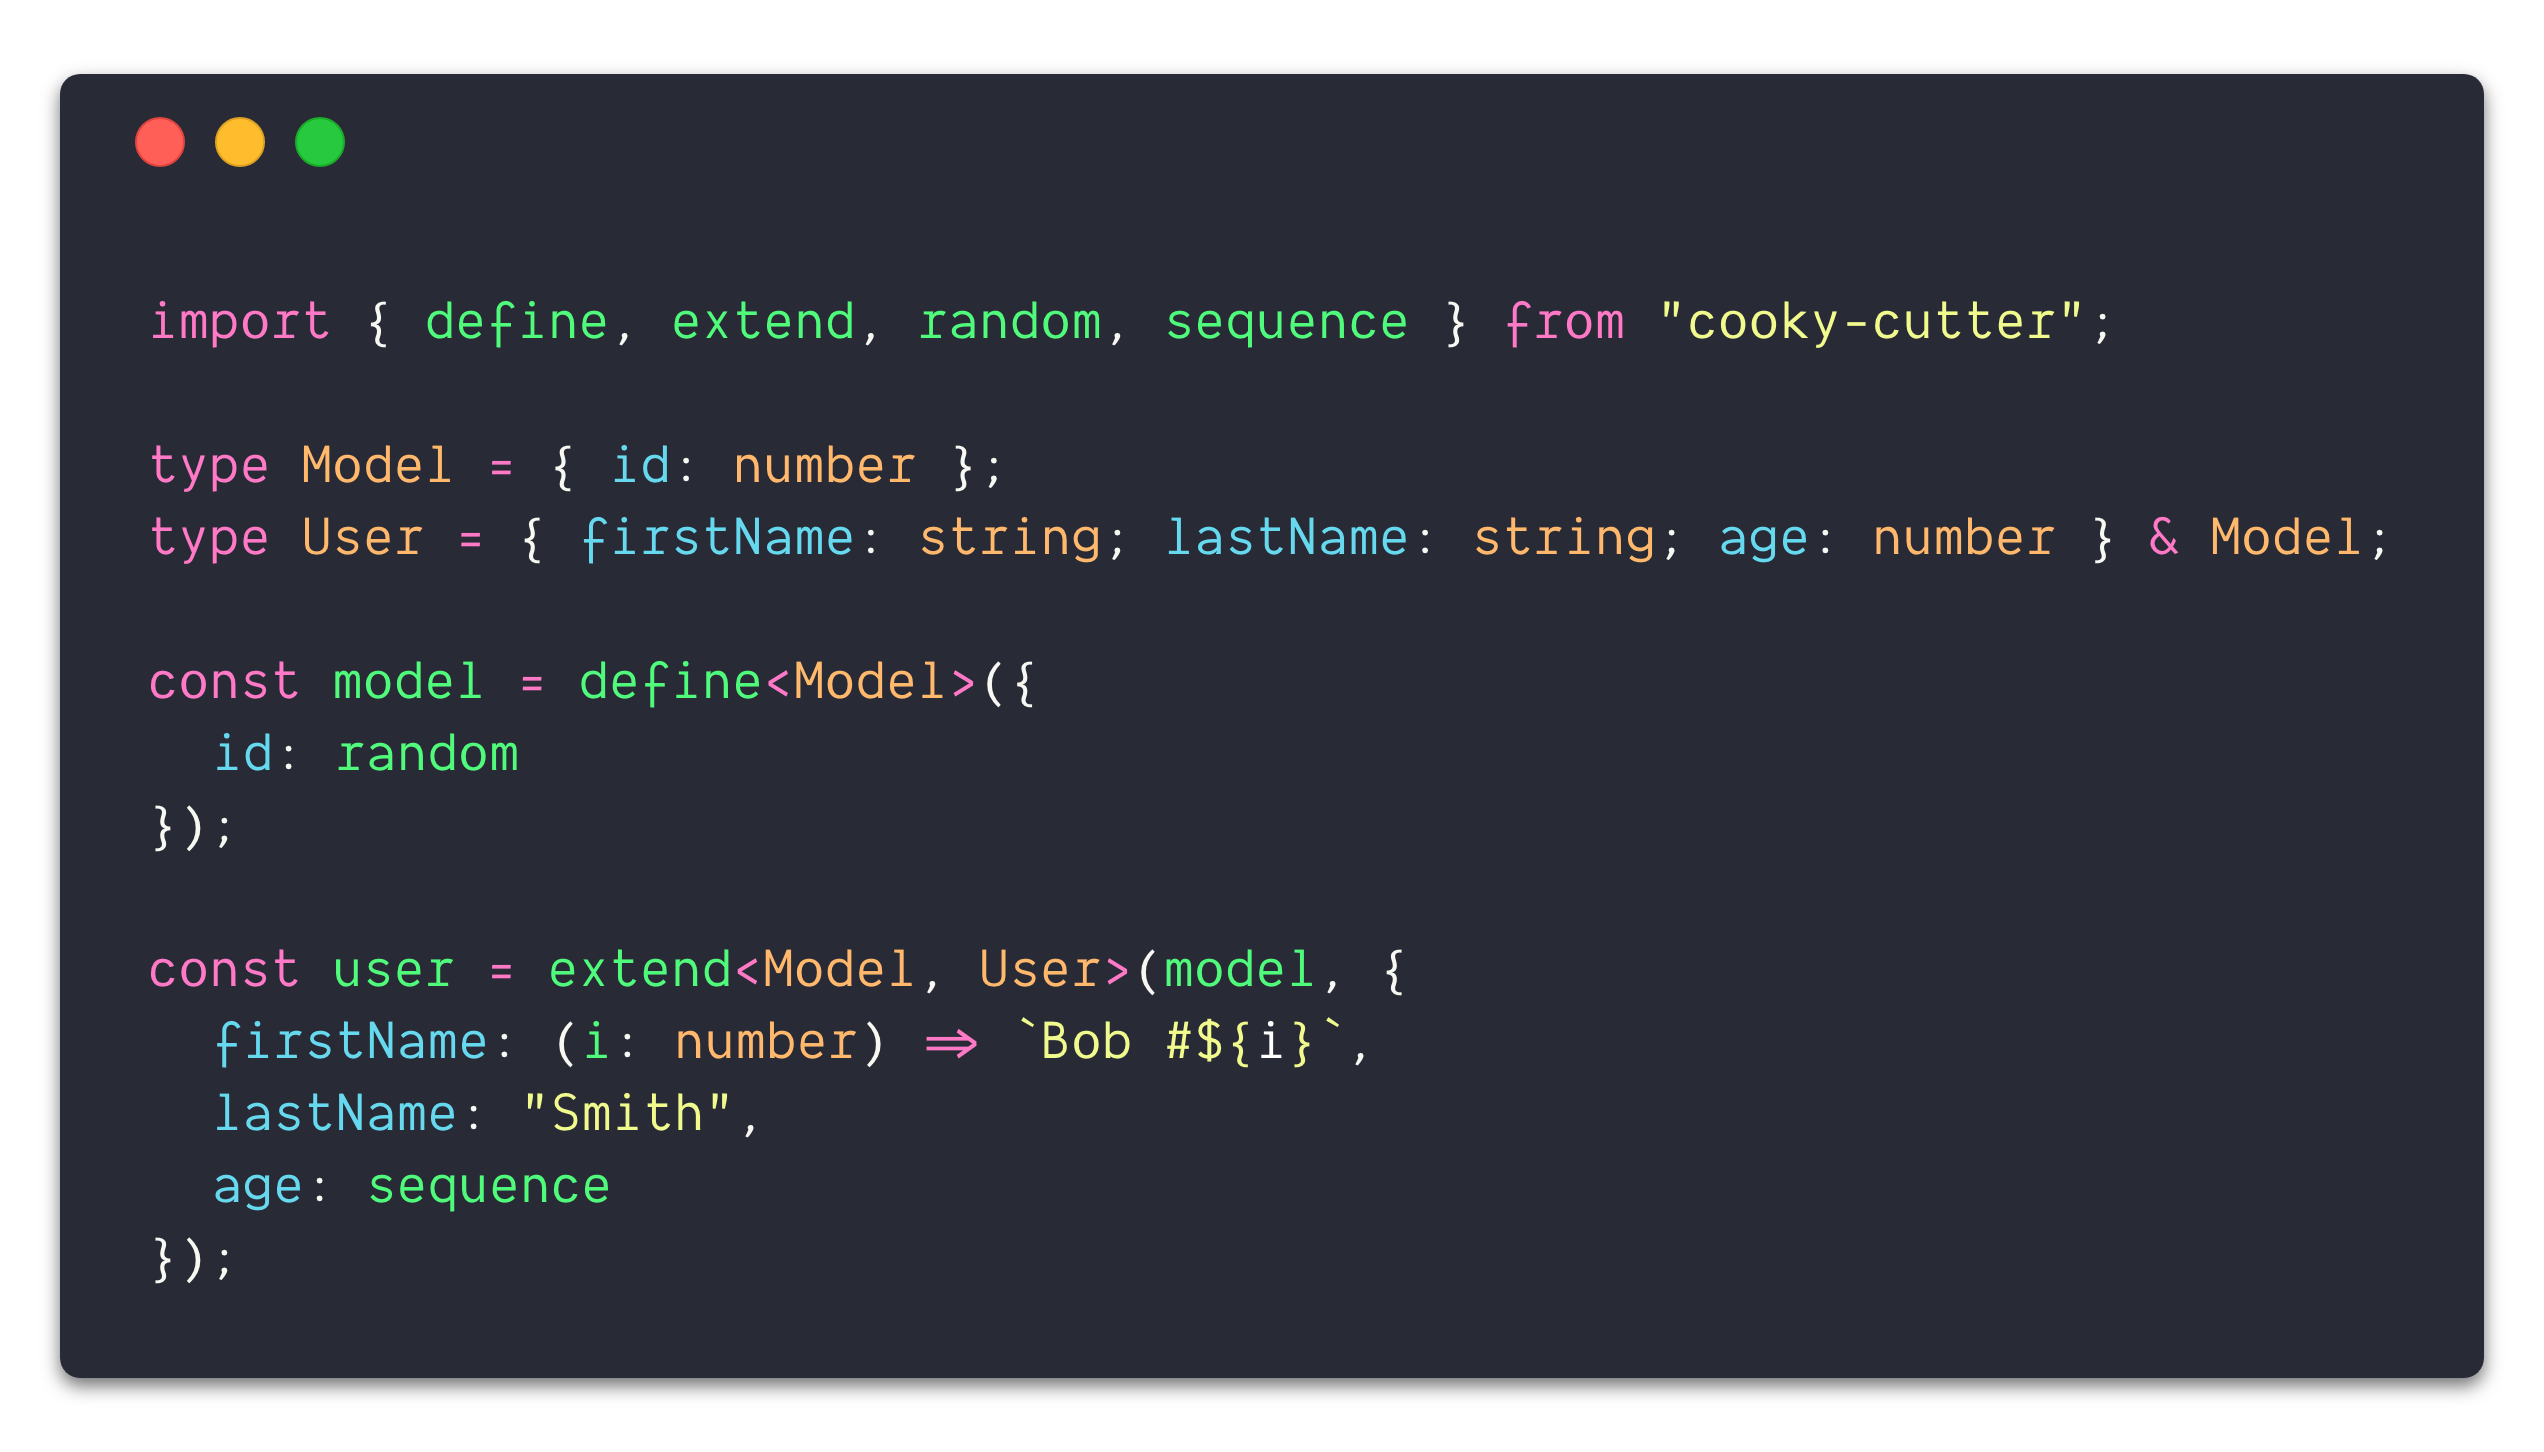 import { define, extend, random, sequence } from "cooky-cutter";
type Model = { id: number };
type User = { firstName: string; lastName: string; age: number } & Model;
const model = define<Model>({
  id: random
});
const user = extend<Model, User>(model, {
  firstName: (i: number) => `Bob #${i}`,
  lastName: "Smith",
  age: sequence
});